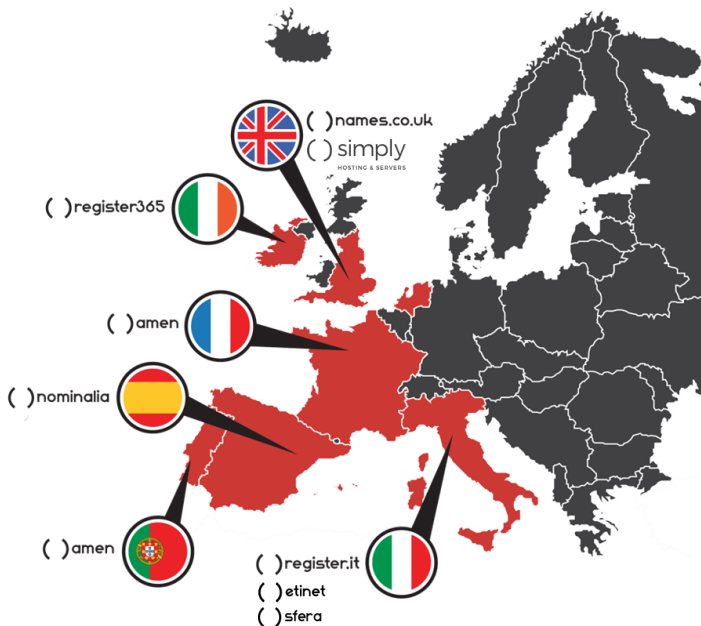 ( ) names.co.uk
( ) simply
HOSTING & SERVERS
( ) register365
( ) amen
( ) nominalia
( ) amen
( ) register.it
( ) etinet
( ) sfera